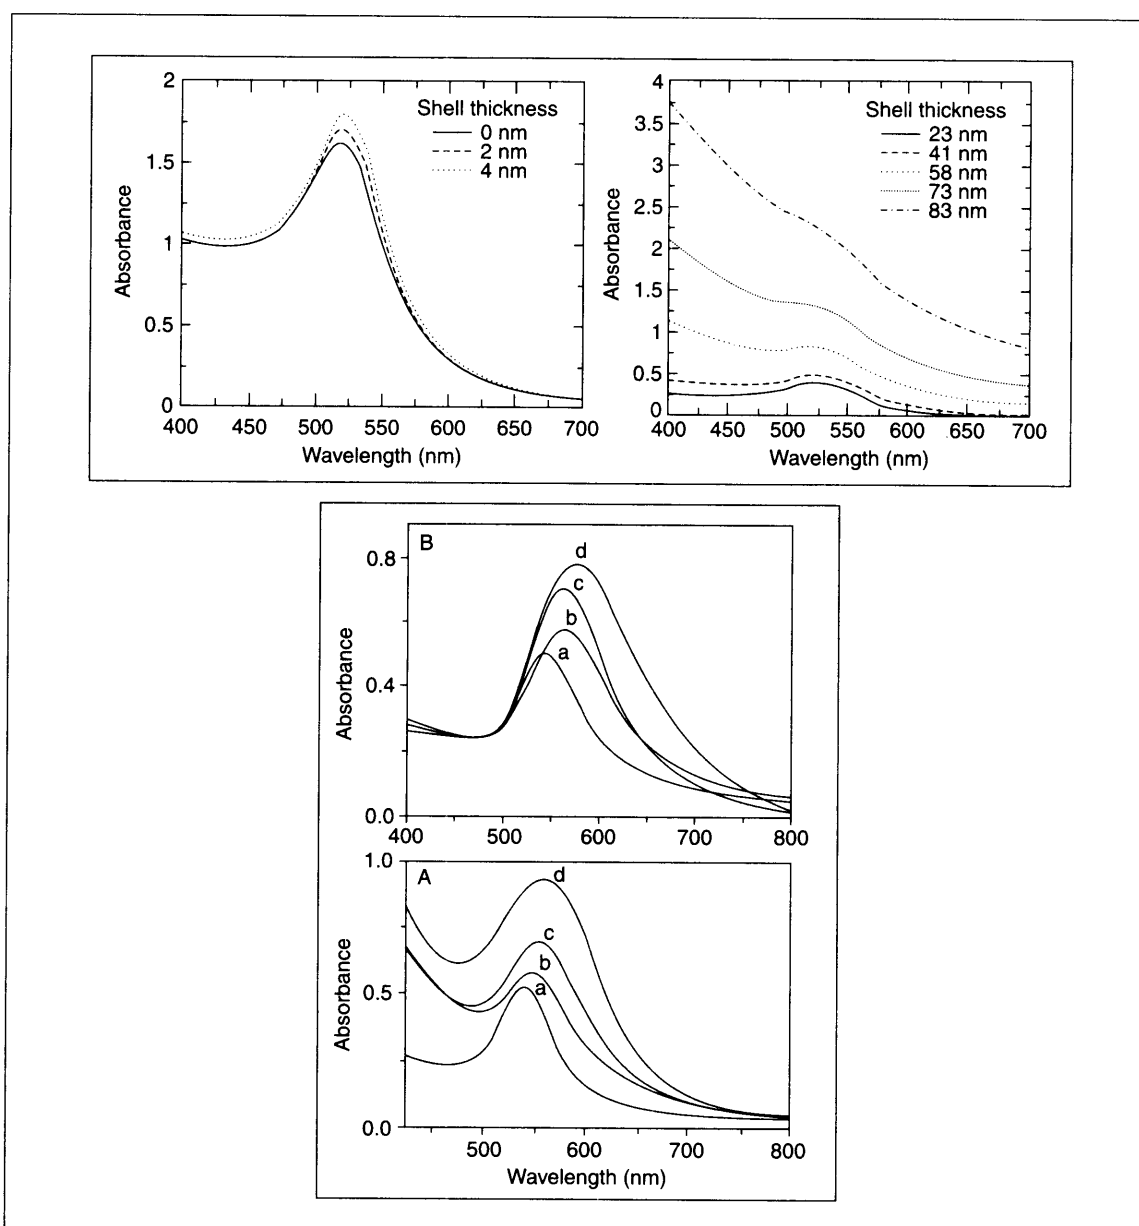 2
1.5
1
0.5
0
Absorbance
400 450 500 550 600 650 700
Wavelength (nm)
Shell thickness
0 nm
2 nm
4 nm
4
3.5
3
2.5
2
1.5
1
0.5
0
Absorbance
400 450 500 550 600 650 700
Wavelength (nm)
Shell thickness
23 nm
41 nm
58 nm
73 nm
83 nm
B
0.8
0.4
0.0
Absorbance
d
c
b
a
400 500 600 700 800
A
1.0
0.5
0.0
Absorbance
d
c
b
a
500 600 700 800
Wavelength (nm)